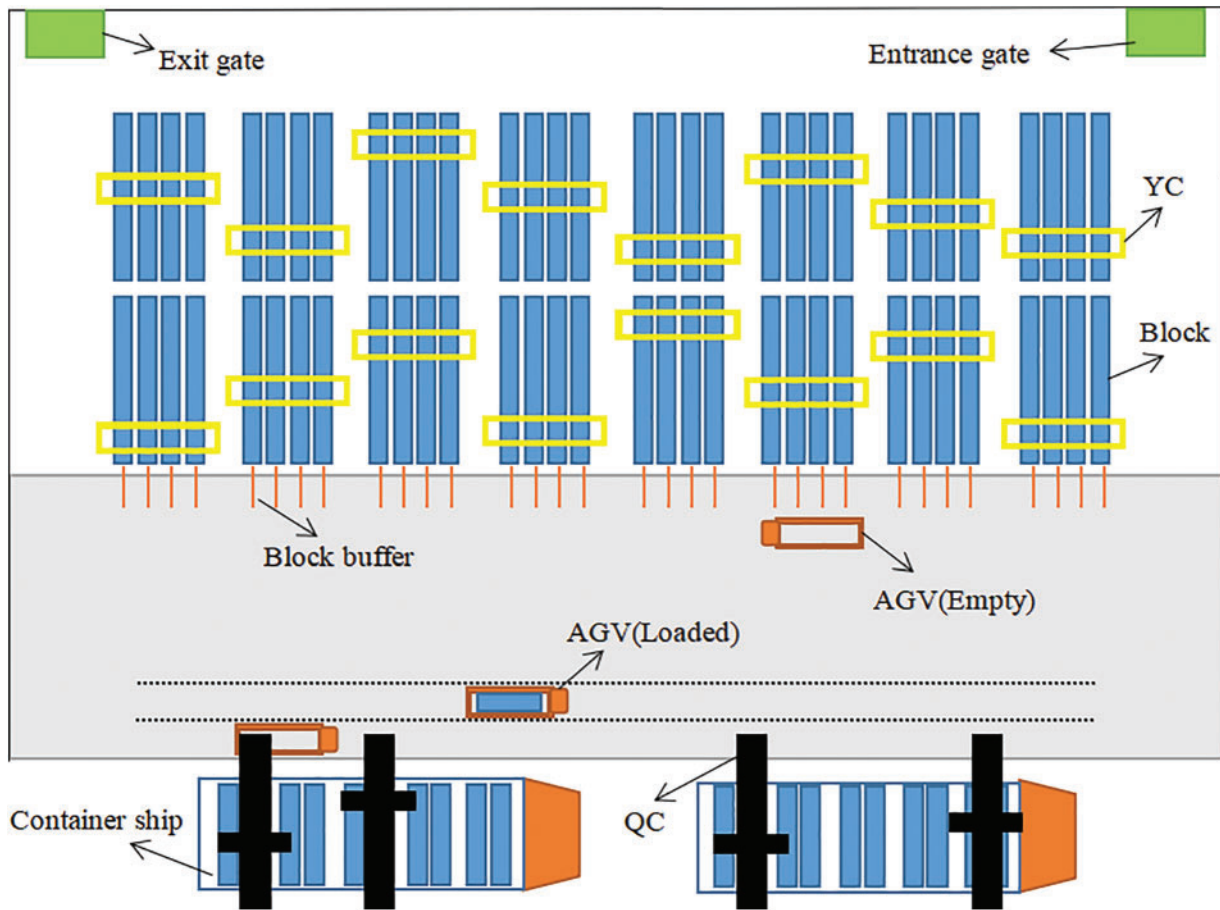 Exit gate
Entrance gate
YC
Block
Block buffer
AGV(Empty)
AGV(Loaded)
Container ship
QC